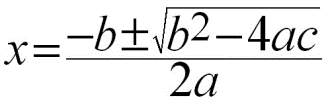 x = (-b ± √(b² - 4ac)) / (2a)